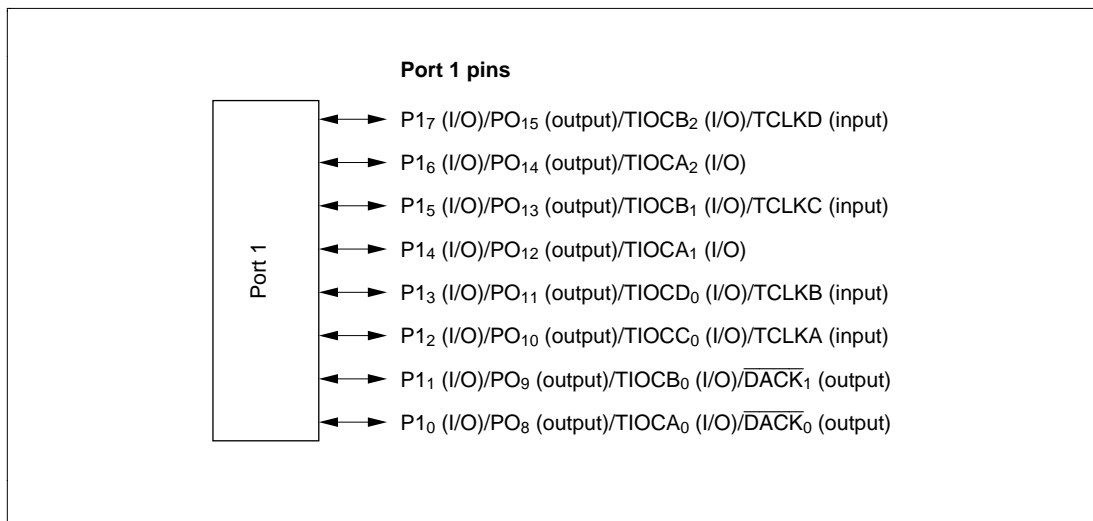 Port 1 pins
P1₇ (I/O)/PO₁₅ (output)/TIOCB₂ (I/O)/TCLKD (input)
P1₆ (I/O)/PO₁₄ (output)/TIOCA₂ (I/O)
P1₅ (I/O)/PO₁₃ (output)/TIOCB₁ (I/O)/TCLKC (input)
Port 1
P1₄ (I/O)/PO₁₂ (output)/TIOCA₁ (I/O)
P1₃ (I/O)/PO₁₁ (output)/TIOCD₀ (I/O)/TCLKB (input)
P1₂ (I/O)/PO₁₀ (output)/TIOCC₀ (I/O)/TCLKA (input)
P1₁ (I/O)/PO₉ (output)/TIOCB₀ (I/O)/D̅A̅C̅K̅₁ (output)
P1₀ (I/O)/PO₈ (output)/TIOCA₀ (I/O)/D̅A̅C̅K̅₀ (output)